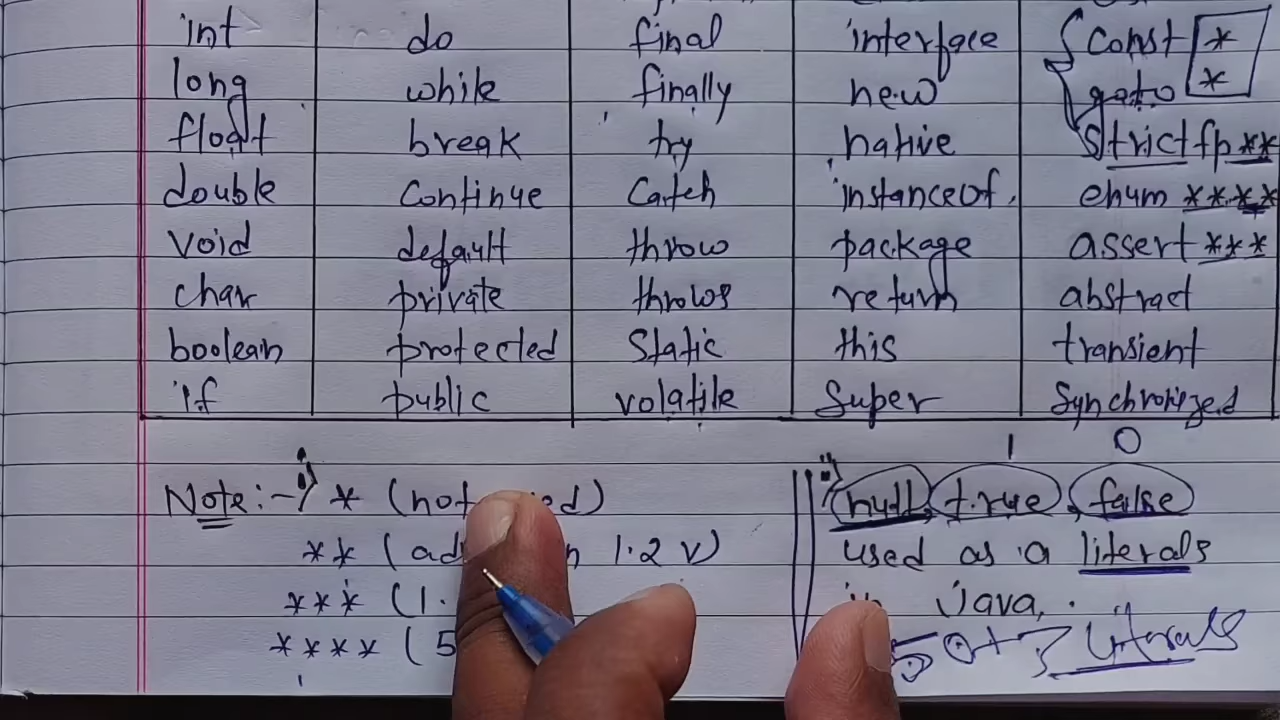 int do final interface const *
long while finally new goto *
float break try native strictfp **
double continue catch instanceof enum ****
void default throw package assert ***
char private throws return abstract
boolean protected static this transient
if public volatile super synchronized
1 0
Note:- i) * (not
** ( 1.2 v)
*** (1.
**** (5
ii) null, true, false
used as a literals
in Java.
50+3 literals